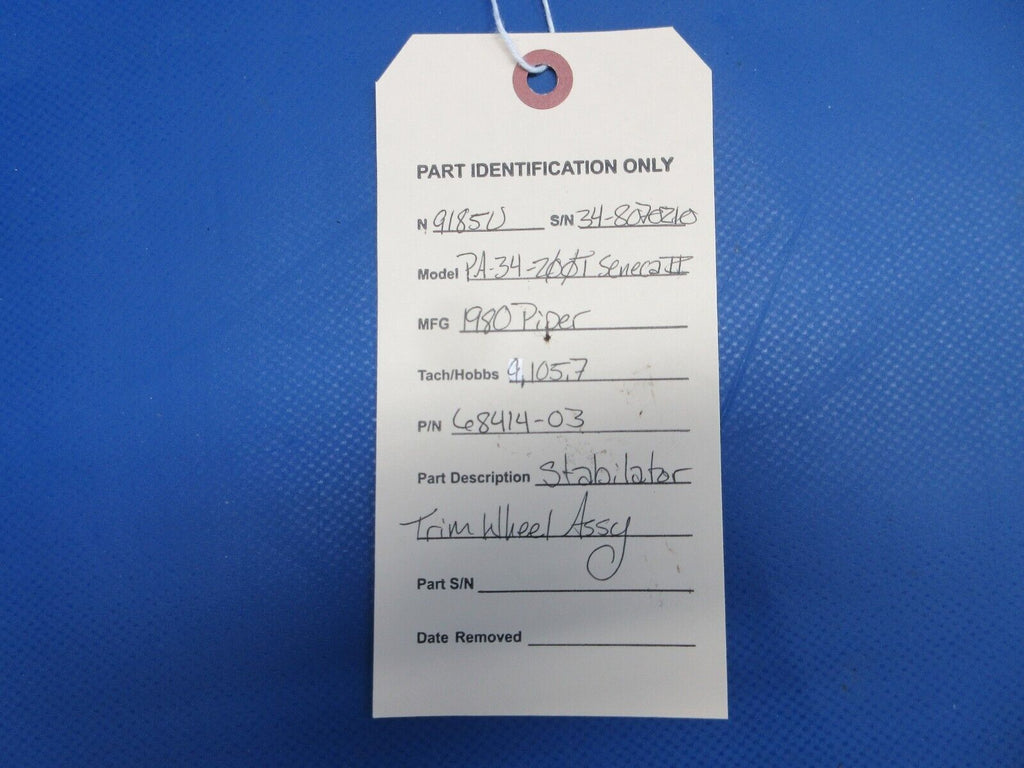 PART IDENTIFICATION ONLY
N 9185U S/N 34-8070210
Model PA-34-200T Seneca II
MFG 1980 Piper
Tach/Hobbs 9,105.7
P/N 68414-03
Part Description Stabilator
Trim Wheel Assy
Part S/N
Date Removed